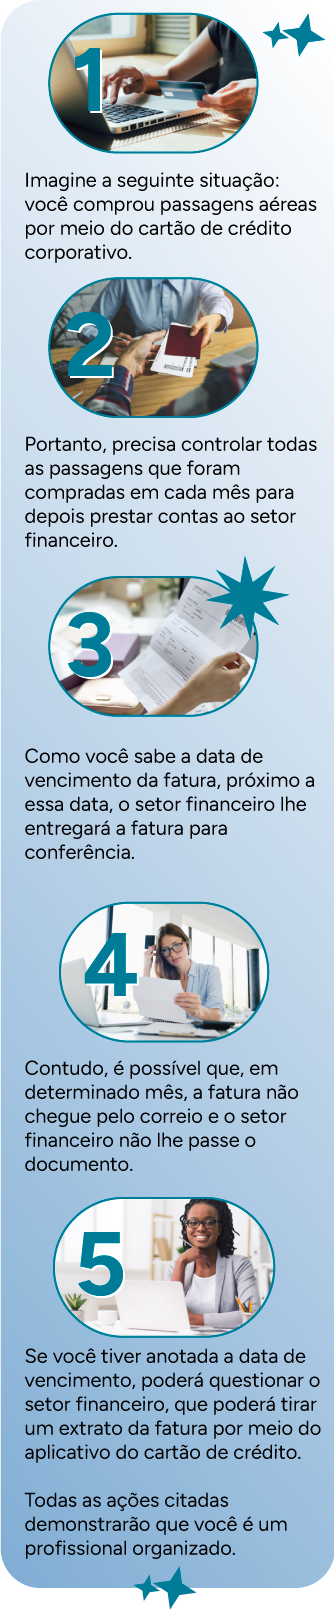 1
Imagine a seguinte situação:
você comprou passagens aéreas
por meio do cartão de crédito
corporativo.
2
Portanto, precisa controlar todas
as passagens que foram
compradas em cada mês para
depois prestar contas ao setor
financeiro.
3
Como você sabe a data de
vencimento da fatura, próximo a
essa data, o setor financeiro lhe
entregará a fatura para
conferência.
4
Contudo, é possível que, em
determinado mês, a fatura não
chegue pelo correio e o setor
financeiro não lhe passe o
documento.
5
Se você tiver anotada a data de
vencimento, poderá questionar o
setor financeiro, que poderá tirar
um extrato da fatura por meio do
aplicativo do cartão de crédito.
Todas as ações citadas
demonstrarão que você é um
profissional organizado.